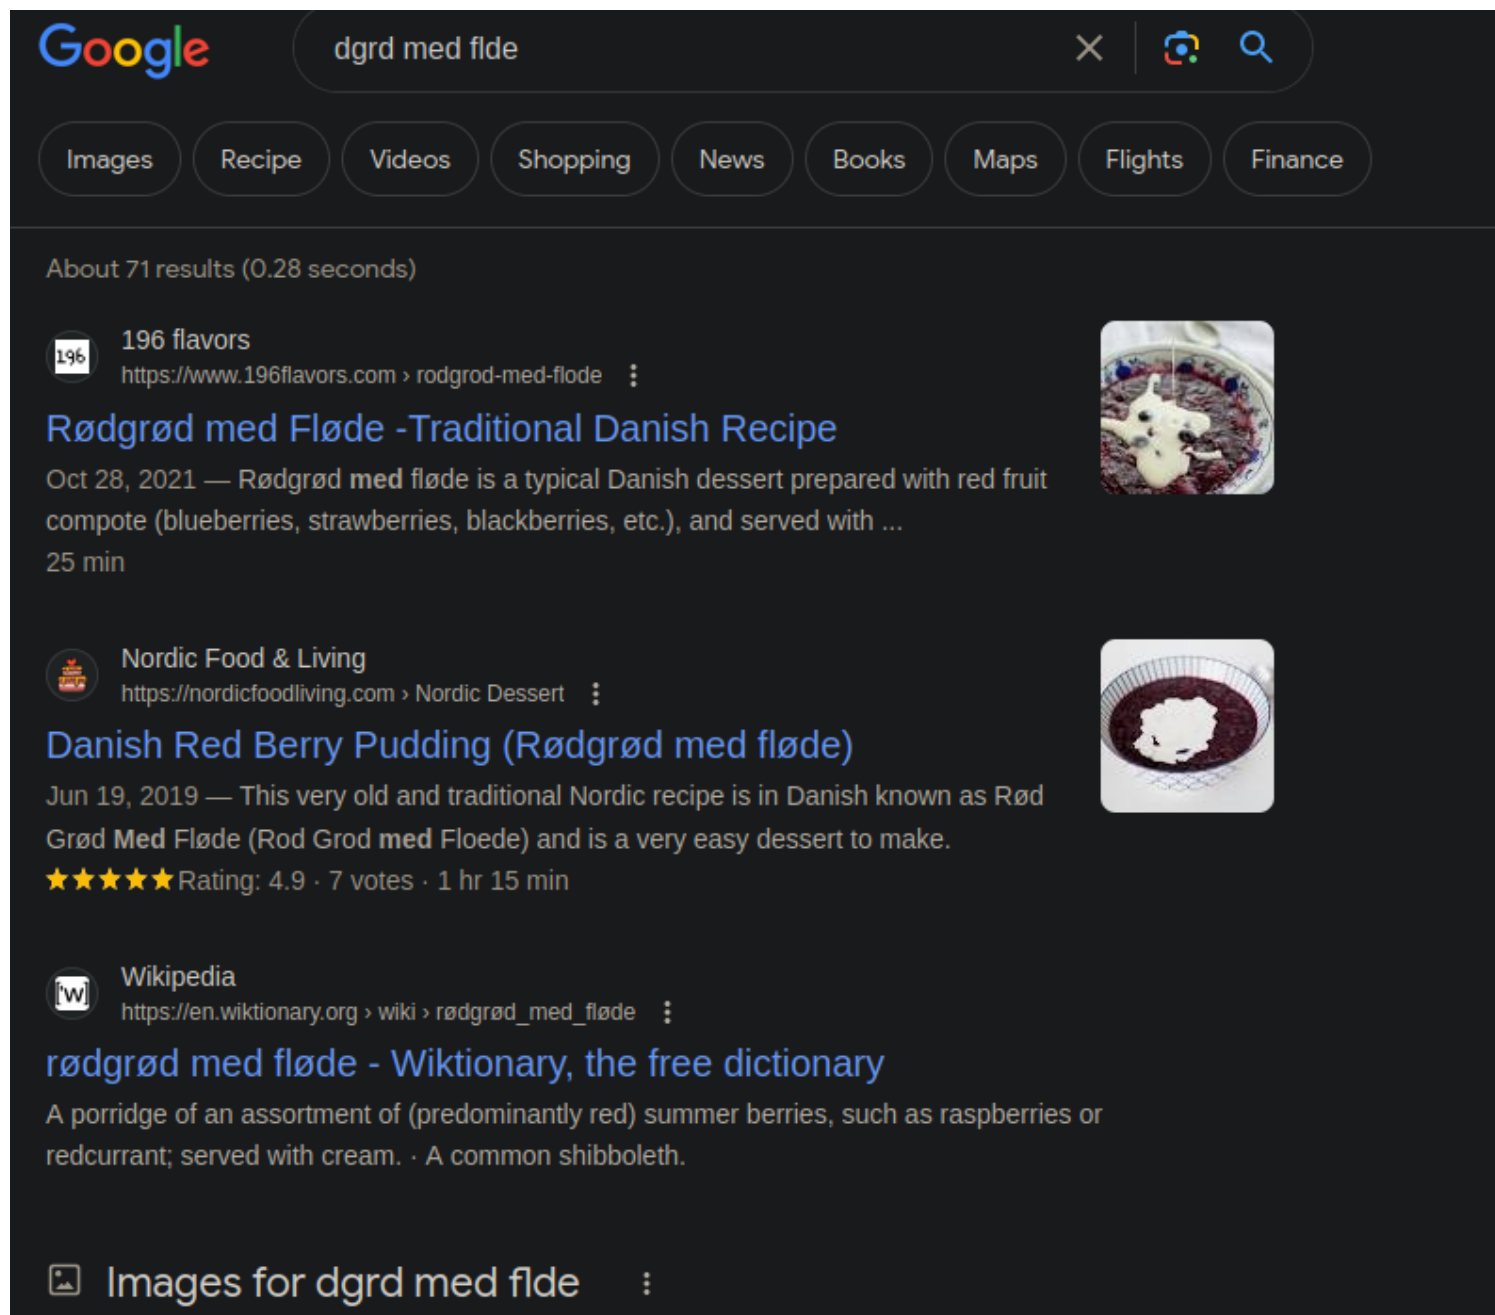 Google
dgrd med flde
Images Recipe Videos Shopping News Books Maps Flights Finance
About 71 results (0.28 seconds)
196
196 flavors
https://www.196flavors.com › rodgrod-med-flode
Rødgrød med Fløde -Traditional Danish Recipe
Oct 28, 2021 — Rødgrød med fløde is a typical Danish dessert prepared with red fruit
compote (blueberries, strawberries, blackberries, etc.), and served with ...
25 min
Nordic Food & Living
https://nordicfoodliving.com › Nordic Dessert
Danish Red Berry Pudding (Rødgrød med fløde)
Jun 19, 2019 — This very old and traditional Nordic recipe is in Danish known as Rød
Grød Med Fløde (Rod Grod med Floede) and is a very easy dessert to make.
Rating: 4.9 · 7 votes · 1 hr 15 min
['W]
Wikipedia
https://en.wiktionary.org › wiki › rødgrød_med_fløde
rødgrød med fløde - Wiktionary, the free dictionary
A porridge of an assortment of (predominantly red) summer berries, such as raspberries or
redcurrant; served with cream. · A common shibboleth.
Images for dgrd med flde